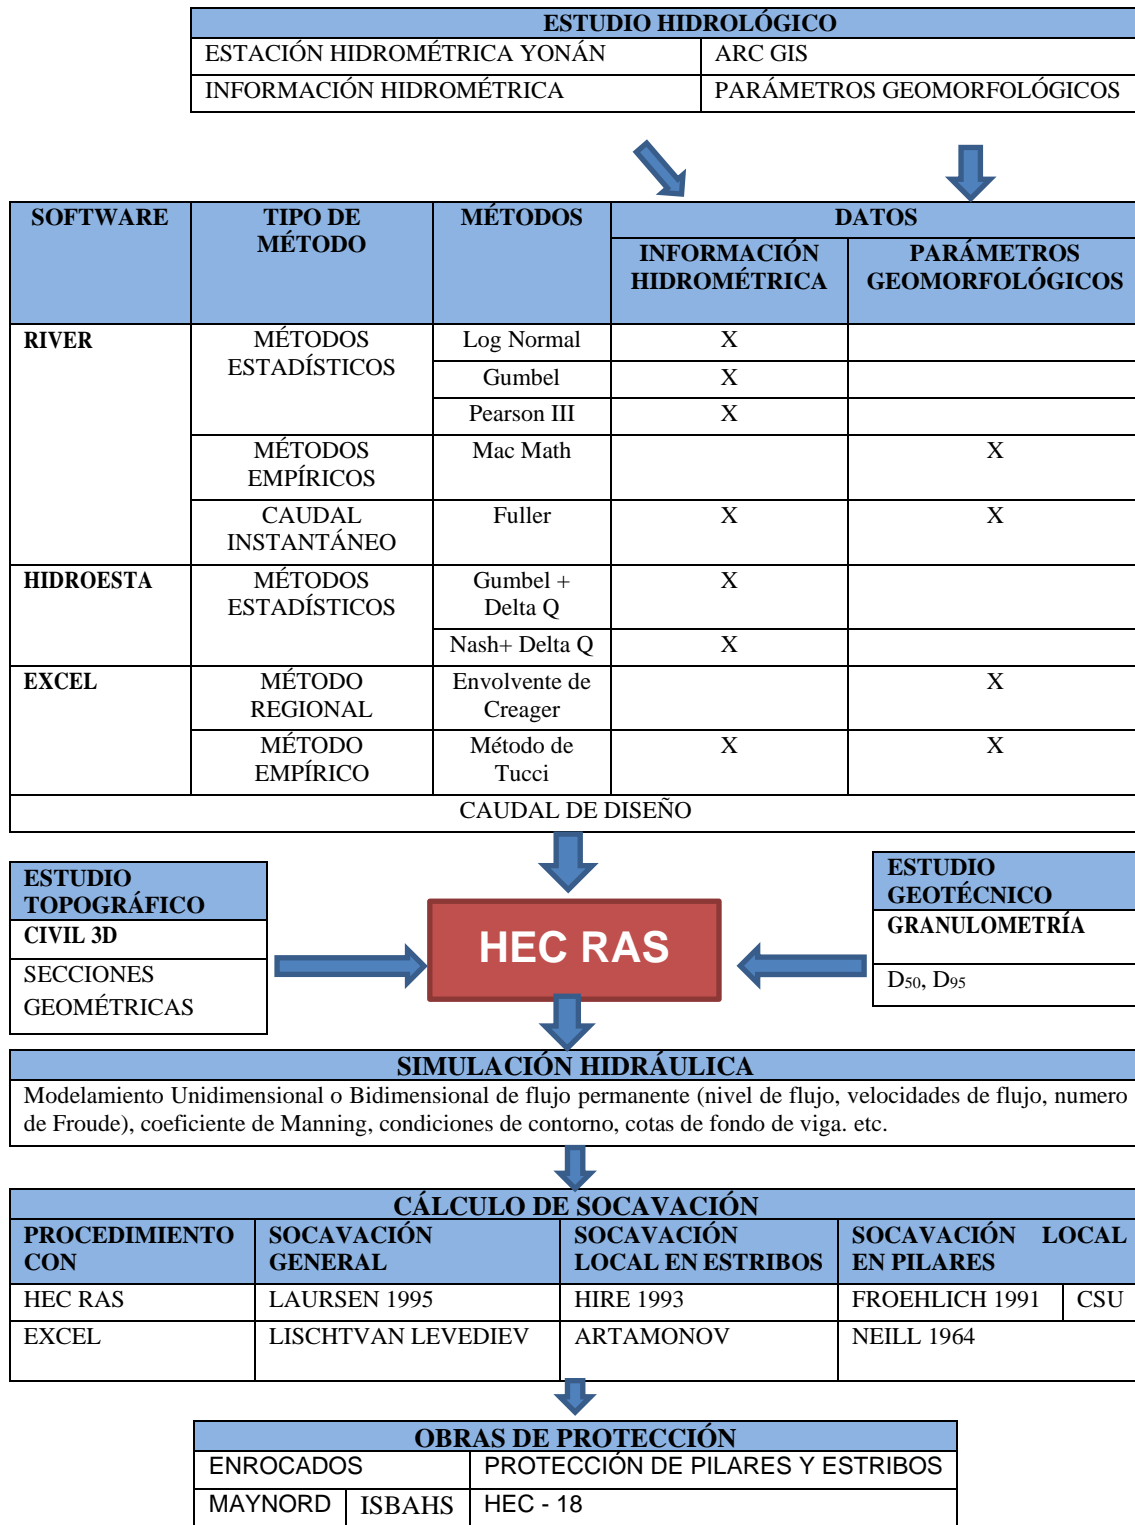 ESTUDIO HIDROLÓGICO
ESTACIÓN HIDROMÉTRICA YONÁN
ARC GIS
INFORMACIÓN HIDROMÉTRICA
PARÁMETROS GEOMORFOLÓGICOS
SOFTWARE
TIPO DE
MÉTODO
MÉTODOS
DATOS
INFORMACIÓN
HIDROMÉTRICA
PARÁMETROS
GEOMORFOLÓGICOS
RIVER
MÉTODOS
ESTADÍSTICOS
Log Normal
X
Gumbel
X
Pearson III
X
MÉTODOS
EMPÍRICOS
Mac Math
X
CAUDAL
INSTANTÁNEO
Fuller
X
X
HIDROESTA
MÉTODOS
ESTADÍSTICOS
Gumbel +
Delta Q
X
Nash+ Delta Q
X
EXCEL
MÉTODO
REGIONAL
Envolvente de
Creager
X
MÉTODO
EMPÍRICO
Método de
Tucci
X
X
CAUDAL DE DISEÑO
ESTUDIO
TOPOGRÁFICO
CIVIL 3D
SECCIONES
GEOMÉTRICAS
HEC RAS
ESTUDIO
GEOTÉCNICO
GRANULOMETRÍA
D50, D95
SIMULACIÓN HIDRÁULICA
Modelamiento Unidimensional o Bidimensional de flujo permanente (nivel de flujo, velocidades de flujo, numero
de Froude), coeficiente de Manning, condiciones de contorno, cotas de fondo de viga. etc.
CÁLCULO DE SOCAVACIÓN
PROCEDIMIENTO
CON
SOCAVACIÓN
GENERAL
SOCAVACIÓN
LOCAL EN ESTRIBOS
SOCAVACIÓN LOCAL
EN PILARES
HEC RAS
LAURSEN 1995
HIRE 1993
FROEHLICH 1991
CSU
EXCEL
LISCHTVAN LEVEDIEV
ARTAMONOV
NEILL 1964
OBRAS DE PROTECCIÓN
ENROCADOS
PROTECCIÓN DE PILARES Y ESTRIBOS
MAYNORD
ISBAHS
HEC - 18